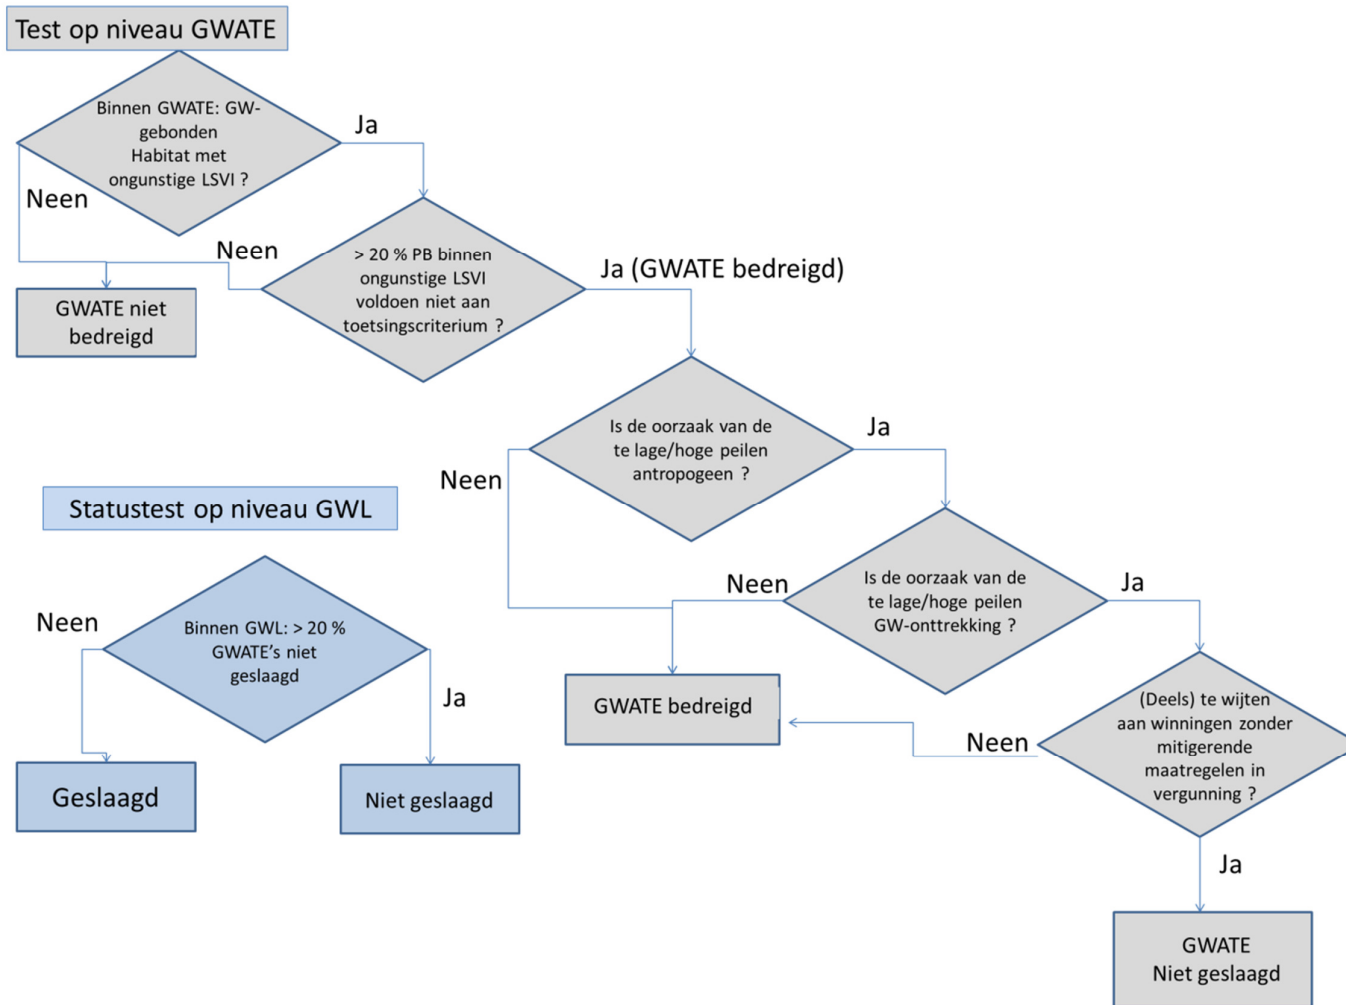 Test op niveau GWATE
Binnen GWATE: GW-
gebonden
Habitat met
ongunstige LSVI ?
Ja
Neen
Neen
> 20 % PB binnen
ongunstige LSVI
voldoen niet aan
toetsingscriterium ?
Ja (GWATE bedreigd)
GWATE niet
bedreigd
Is de oorzaak van de
te lage/hoge peilen
antropogeen ?
Ja
Neen
Is de oorzaak van de
te lage/hoge peilen
GW-onttrekking ?
Neen
Ja
GWATE bedreigd
(Deels) te wijten
aan winningen zonder
mitigerende
maatregelen in
vergunning ?
Neen
Ja
GWATE
Niet geslaagd
Statustest op niveau GWL
Binnen GWL: > 20 %
GWATE's niet
geslaagd
Neen
Ja
Geslaagd
Niet geslaagd